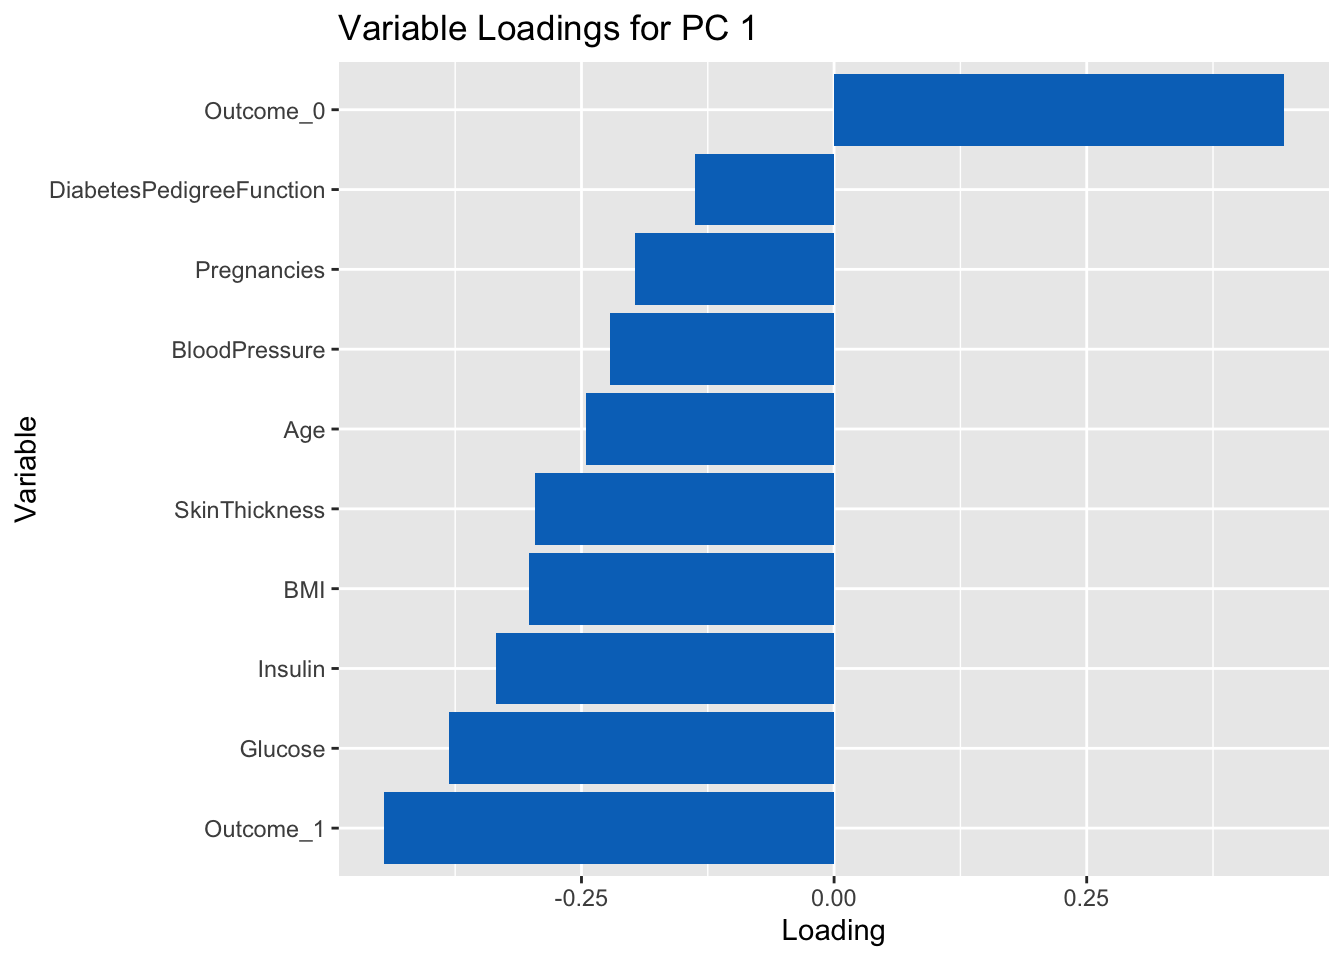 Variable Loadings for PC 1
Outcome_0
DiabetesPedigreeFunction
Pregnancies
BloodPressure
Age
SkinThickness
BMI
Insulin
Glucose
Outcome_1
Variable
-0.25 0.00 0.25
Loading